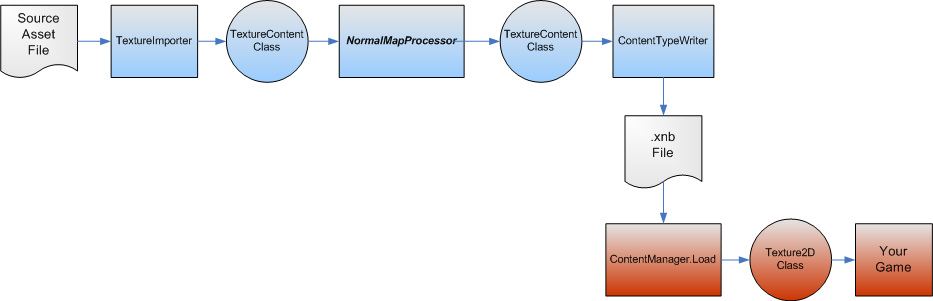 Source
Asset
File
TextureImporter
TextureContent
Class
NormalMapProcessor
TextureContent
Class
ContentTypeWriter
.xnb
File
ContentManager.Load
Texture2D
Class
Your
Game